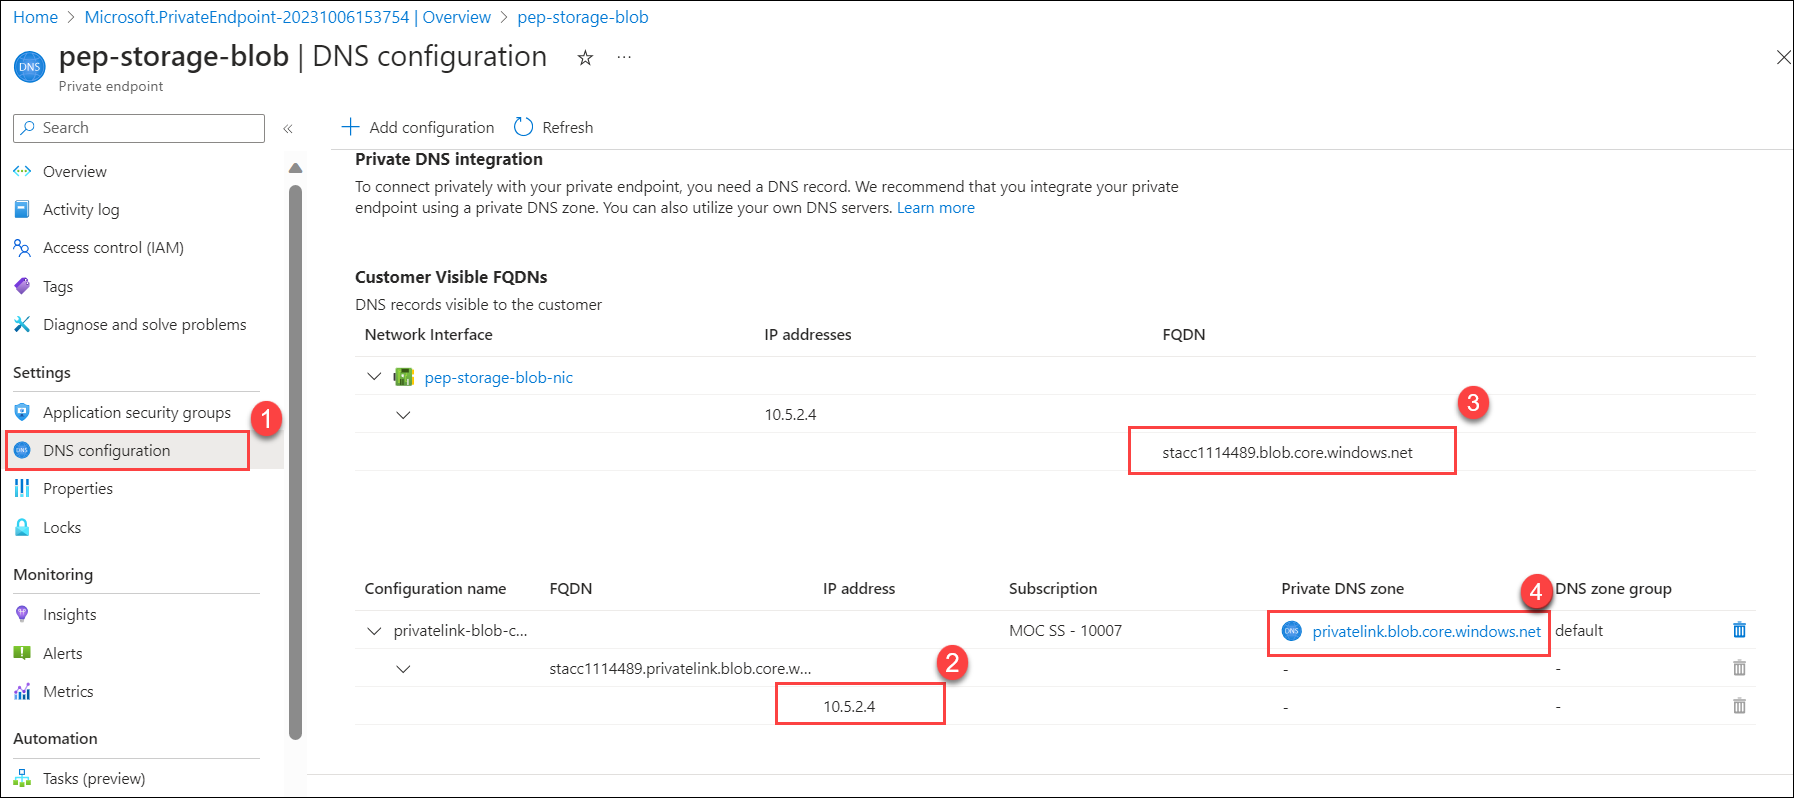 Home > Microsoft.PrivateEndpoint-20231006153754 | Overview > pep-storage-blob
pep-storage-blob | DNS configuration ☆ ...
DNS
Private endpoint
Search
«
+ Add configuration Refresh
Overview
Activity log
Access control (IAM)
Tags
Diagnose and solve problems
Settings
Application security groups
1
DNS configuration
Properties
Locks
Monitoring
Insights
Alerts
Metrics
Automation
Tasks (preview)
Private DNS integration
To connect privately with your private endpoint, you need a DNS record. We recommend that you integrate your private
endpoint using a private DNS zone. You can also utilize your own DNS servers. Learn more
Customer Visible FQDNs
DNS records visible to the customer
Network Interface IP addresses FQDN
pep-storage-blob-nic
3
10.5.2.4
stacc1114489.blob.core.windows.net
Configuration name FQDN IP address Subscription Private DNS zone 4 DNS zone group
privatelink-blob-c... MOC SS - 10007 privatelink.blob.core.windows.net default
stacc1114489.privatelink.blob.core.w... 2 - -
10.5.2.4 - -